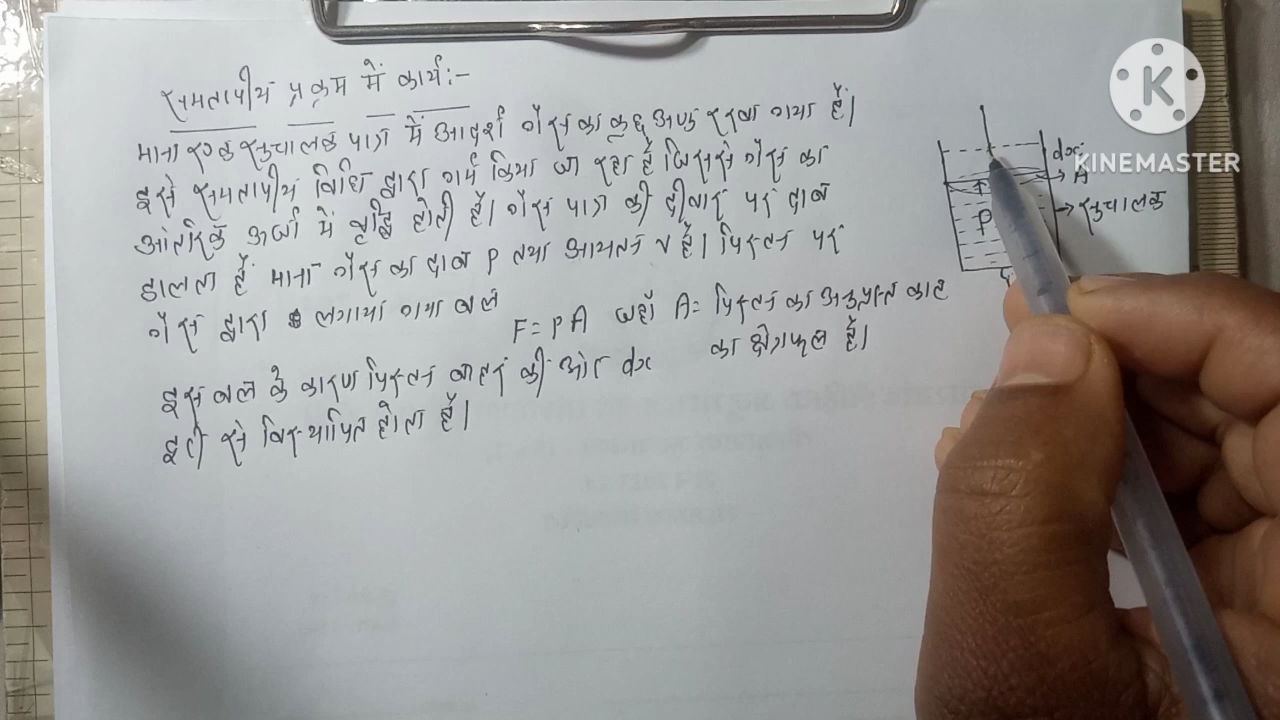 समतापीय प्रक्रम में कार्य:-
माना एक सुचालक पात्र में आदर्श गैस का कुछ अणु रखा गया है।
इसे समतापीय विधि द्वारा गर्म किया जा रहा है जिससे गैस का
आंतरिक ऊर्जा में वृद्धि होती है। गैस पात्र की दीवार पर दाब
डालता है माना गैस का दाब P तथा आयतन V है। पिस्टन पर
गैस द्वारा लगाया गया बल
F = PA जहाँ A = पिस्टन का अनुप्रस्थ काट
का क्षेत्रफल है।
इस बल के कारण पिस्टन बाहर की ओर dx
दूरी से विस्थापित होता है।
dx
A
P
सुचालक
K
KINEMASTER